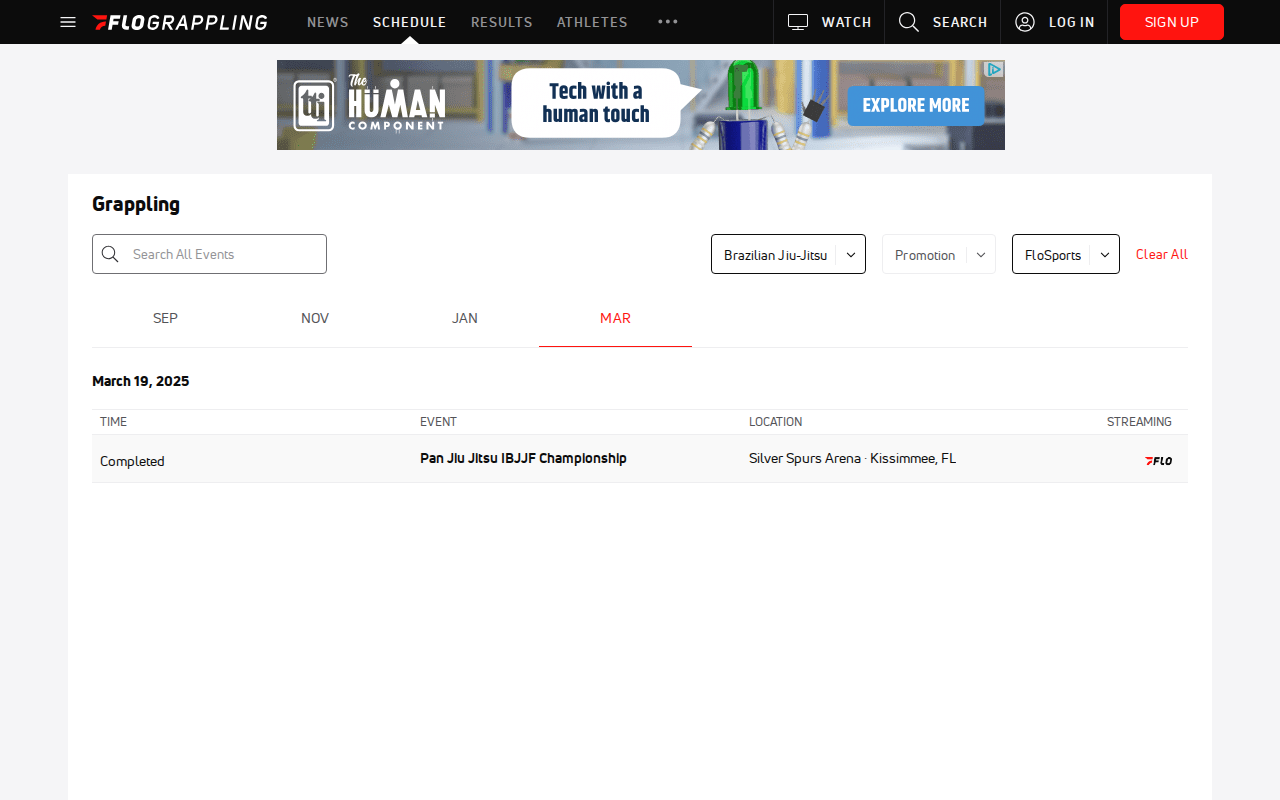 FLOGRAPPLING NEWS SCHEDULE RESULTS ATHLETES WATCH SEARCH LOG IN SIGN UP
ttj The HUMAN COMPONENT
Tech with a
human touch
EXPLORE MORE
Grappling
Search All Events Brazilian Jiu-Jitsu Promotion FloSports Clear All
SEP NOV JAN MAR
March 19, 2025
TIME EVENT LOCATION STREAMING
Completed Pan Jiu Jitsu IBJJF Championship Silver Spurs Arena · Kissimmee, FL FLO